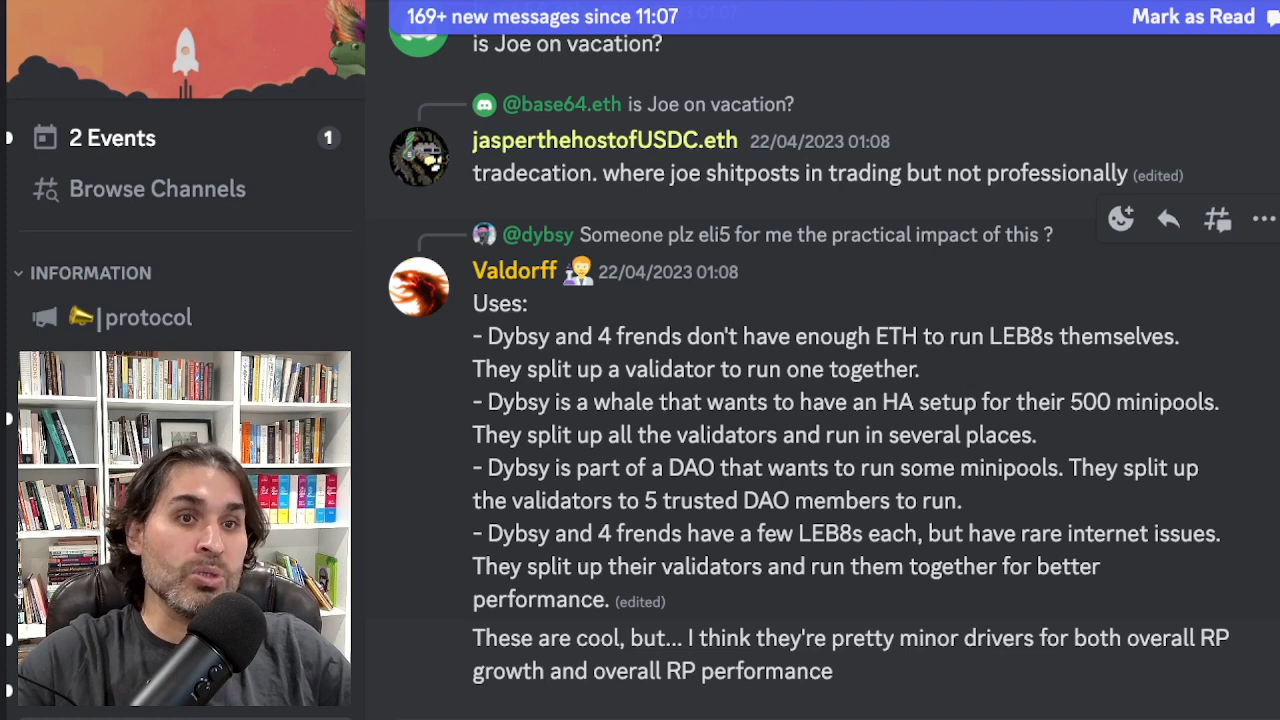 169+ new messages since 11:07
Mark as Read
is Joe on vacation?
2 Events
1
@base64.eth is Joe on vacation?
jasperthehostofUSDC.eth 22/04/2023 01:08
tradecation. where joe shitposts in trading but not professionally (edited)
Browse Channels
@dybsy Someone plz eli5 for me the practical impact of this ?
INFORMATION
Valdorff 22/04/2023 01:08
Uses:
protocol
- Dybsy and 4 frends don't have enough ETH to run LEB8s themselves.
They split up a validator to run one together.
- Dybsy is a whale that wants to have an HA setup for their 500 minipools.
They split up all the validators and run in several places.
- Dybsy is part of a DAO that wants to run some minipools. They split up
the validators to 5 trusted DAO members to run.
- Dybsy and 4 frends have a few LEB8s each, but have rare internet issues.
They split up their validators and run them together for better
performance. (edited)
These are cool, but... I think they're pretty minor drivers for both overall RP
growth and overall RP performance